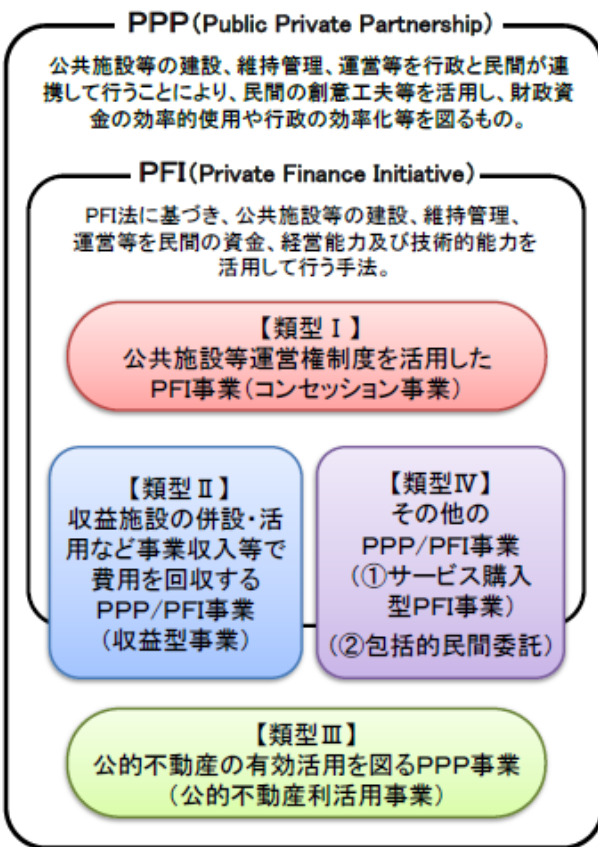 PPP(Public Private Partnership)
公共施設等の建設、維持管理、運営等を行政と民間が連
携して行うことにより、民間の創意工夫等を活用し、財政資
金の効率的使用や行政の効率化等を図るもの。
PFI(Private Finance Initiative)
PFI法に基づき、公共施設等の建設、維持管理、
運営等を民間の資金、経営能力及び技術的能力を
活用して行う手法。
【類型Ⅰ】
公共施設等運営権制度を活用した
PFI事業(コンセッション事業)
【類型Ⅱ】
収益施設の併設・活
用など事業収入等で
費用を回収する
PPP/PFI事業
(収益型事業)
【類型Ⅳ】
その他の
PPP/PFI事業
(①サービス購入
型PFI事業)
(②包括的民間委託)
【類型Ⅲ】
公的不動産の有効活用を図るPPP事業
(公的不動産利活用事業)